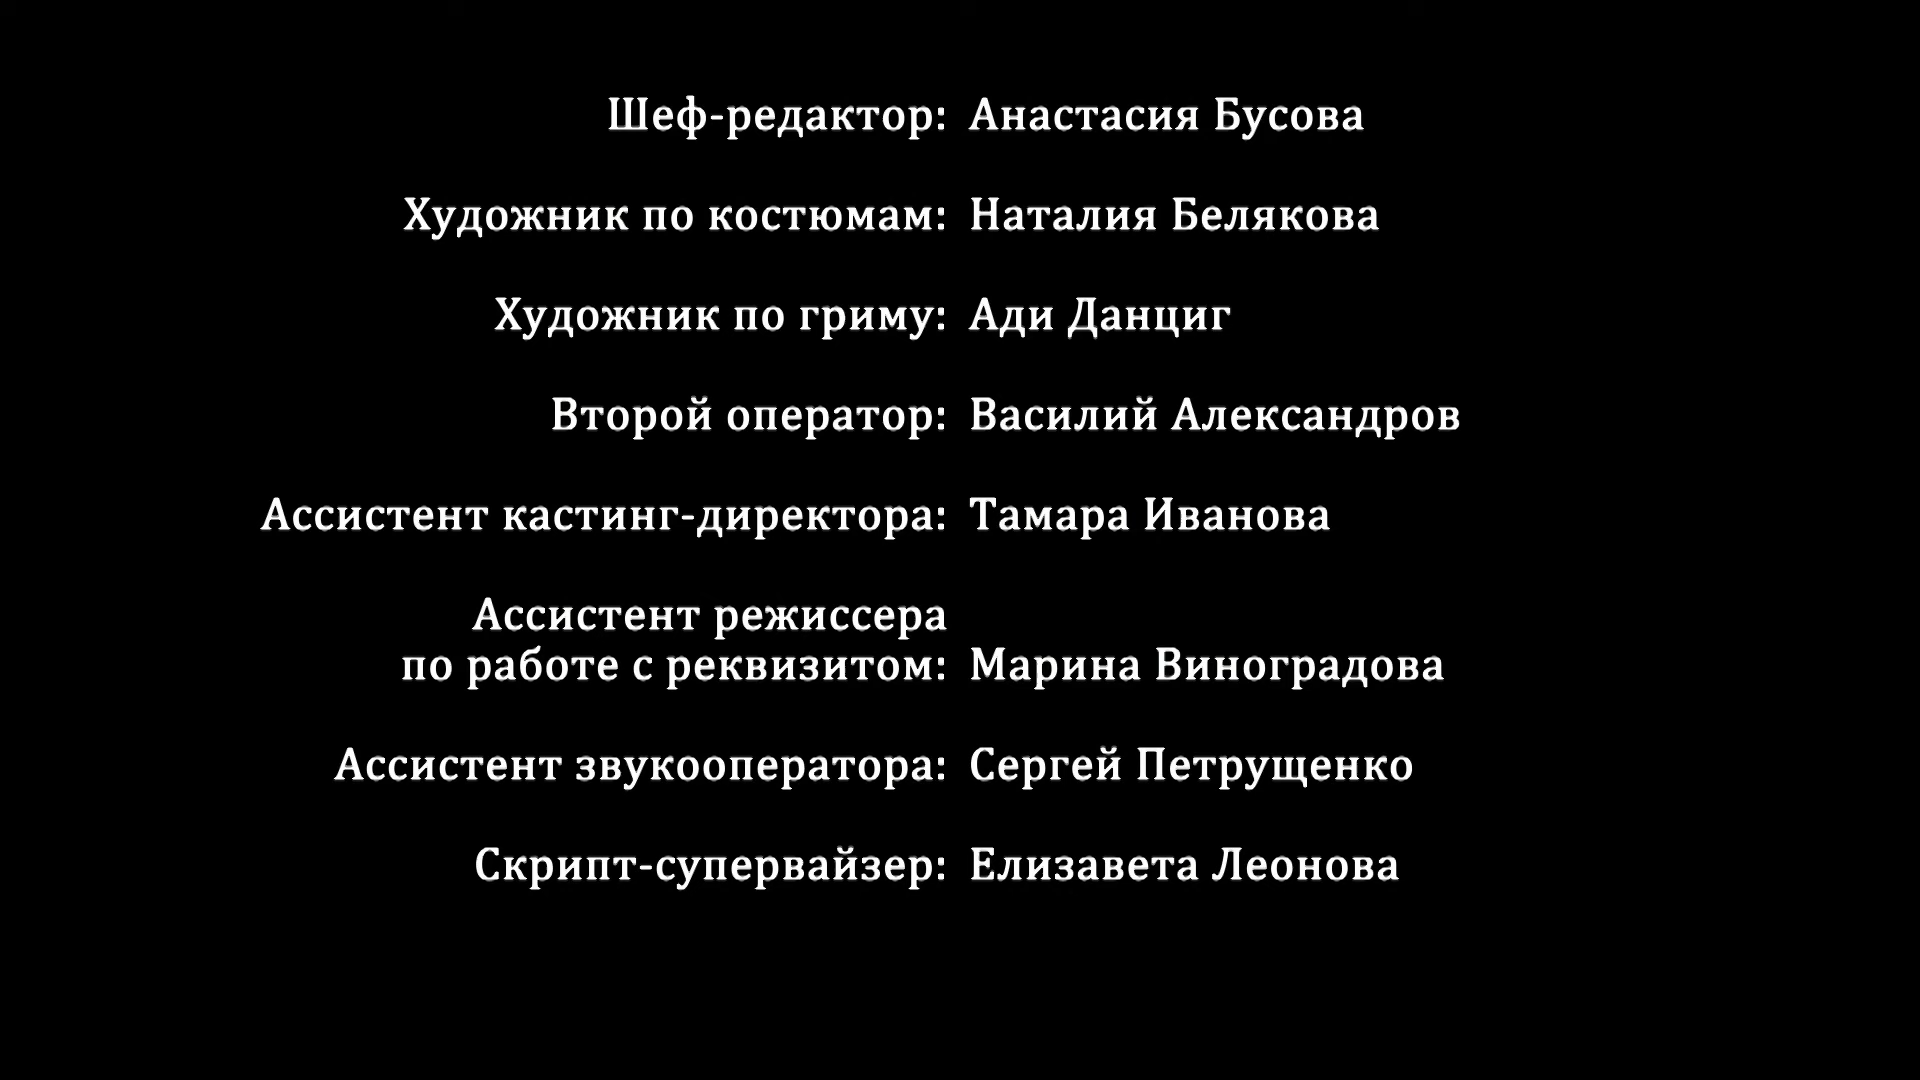 Шеф-редактор: Анастасия Бусова
Художник по костюмам: Наталия Белякова
Художник по гриму: Ади Данциг
Второй оператор: Василий Александров
Ассистент кастинг-директора: Тамара Иванова
Ассистент режиссера
по работе с реквизитом: Марина Виноградова
Ассистент звукооператора: Сергей Петрущенко
Скрипт-супервайзер: Елизавета Леонова